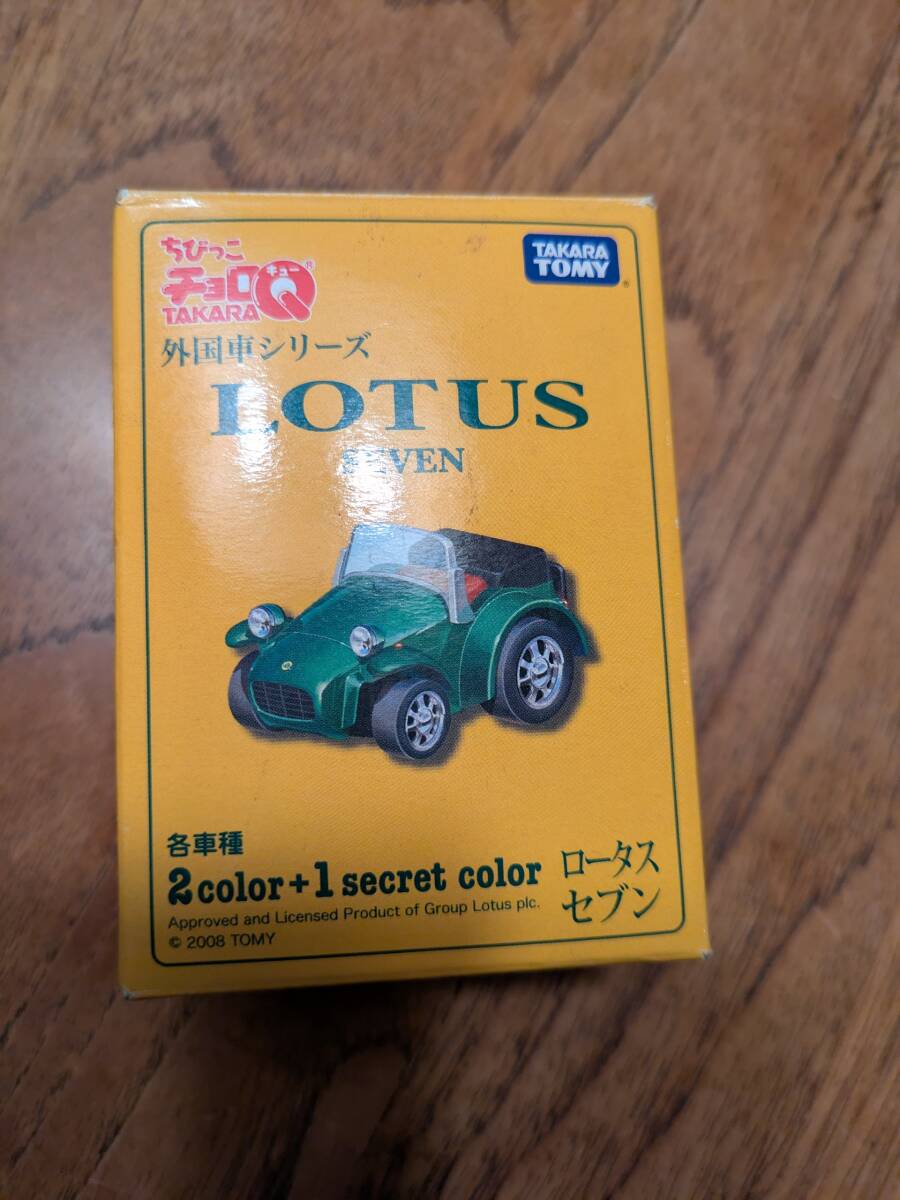 ちびっこ
チョロQ
キュー
®
TAKARA
TAKARA
TOMY
®
外国車シリーズ
LOTUS
SEVEN
各車種
2 color + 1 secret color
Approved and Licensed Product of Group Lotus plc.
© 2008 TOMY
ロータス
セブン